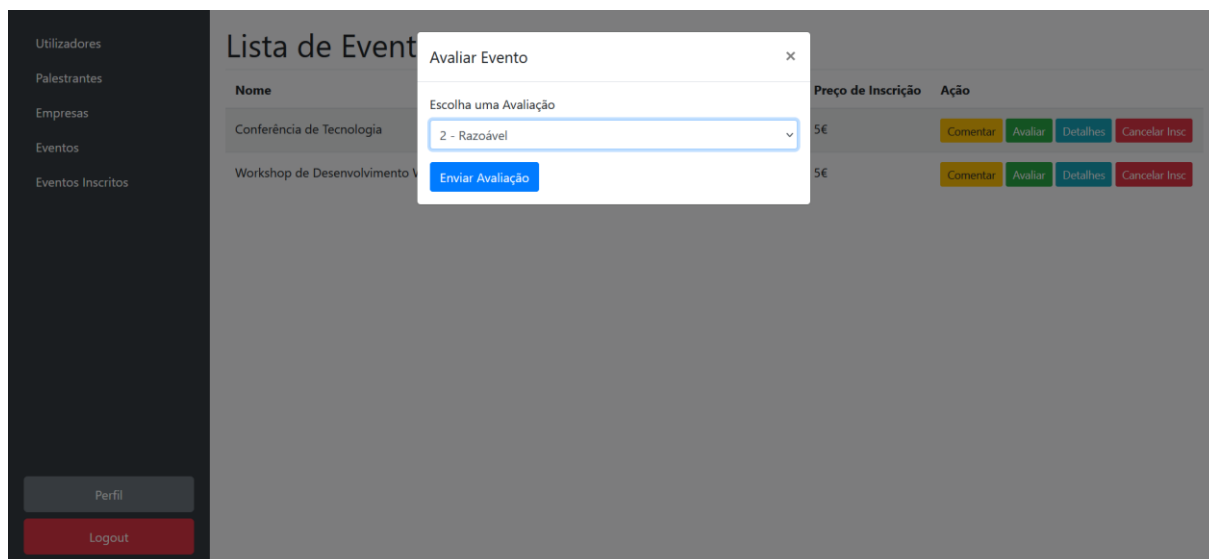 Utilizadores
Palestrantes
Empresas
Eventos
Eventos Inscritos
Perfil
Logout
Lista de Event
Nome Preço de Inscrição Ação
Conferência de Tecnologia 5€ Comentar Avaliar Detalhes Cancelar Insc
Workshop de Desenvolvimento 5€ Comentar Avaliar Detalhes Cancelar Insc
Avaliar Evento ×
Escolha uma Avaliação
2 - Razoável
Enviar Avaliação